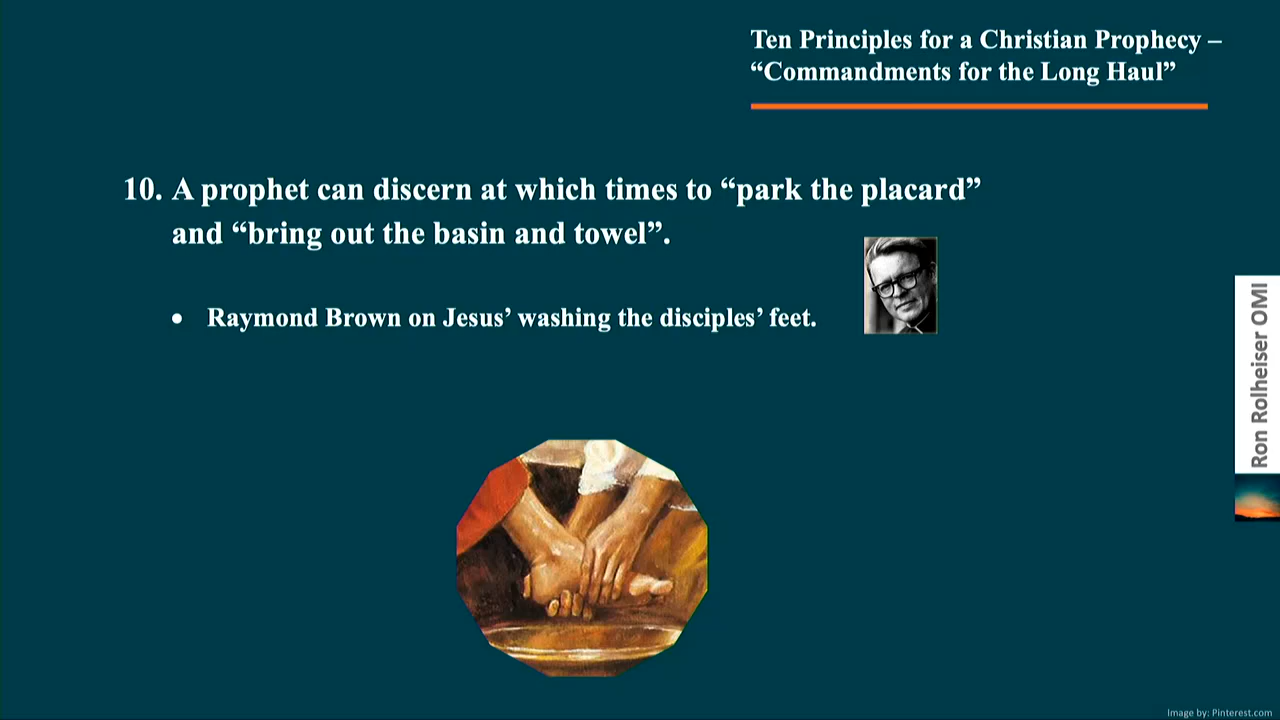 Ten Principles for a Christian Prophecy –
“Commandments for the Long Haul”
10. A prophet can discern at which times to “park the placard”
and “bring out the basin and towel”.
• Raymond Brown on Jesus’ washing the disciples’ feet.
Ron Rolheiser OMI
Image by: Pinterest.com